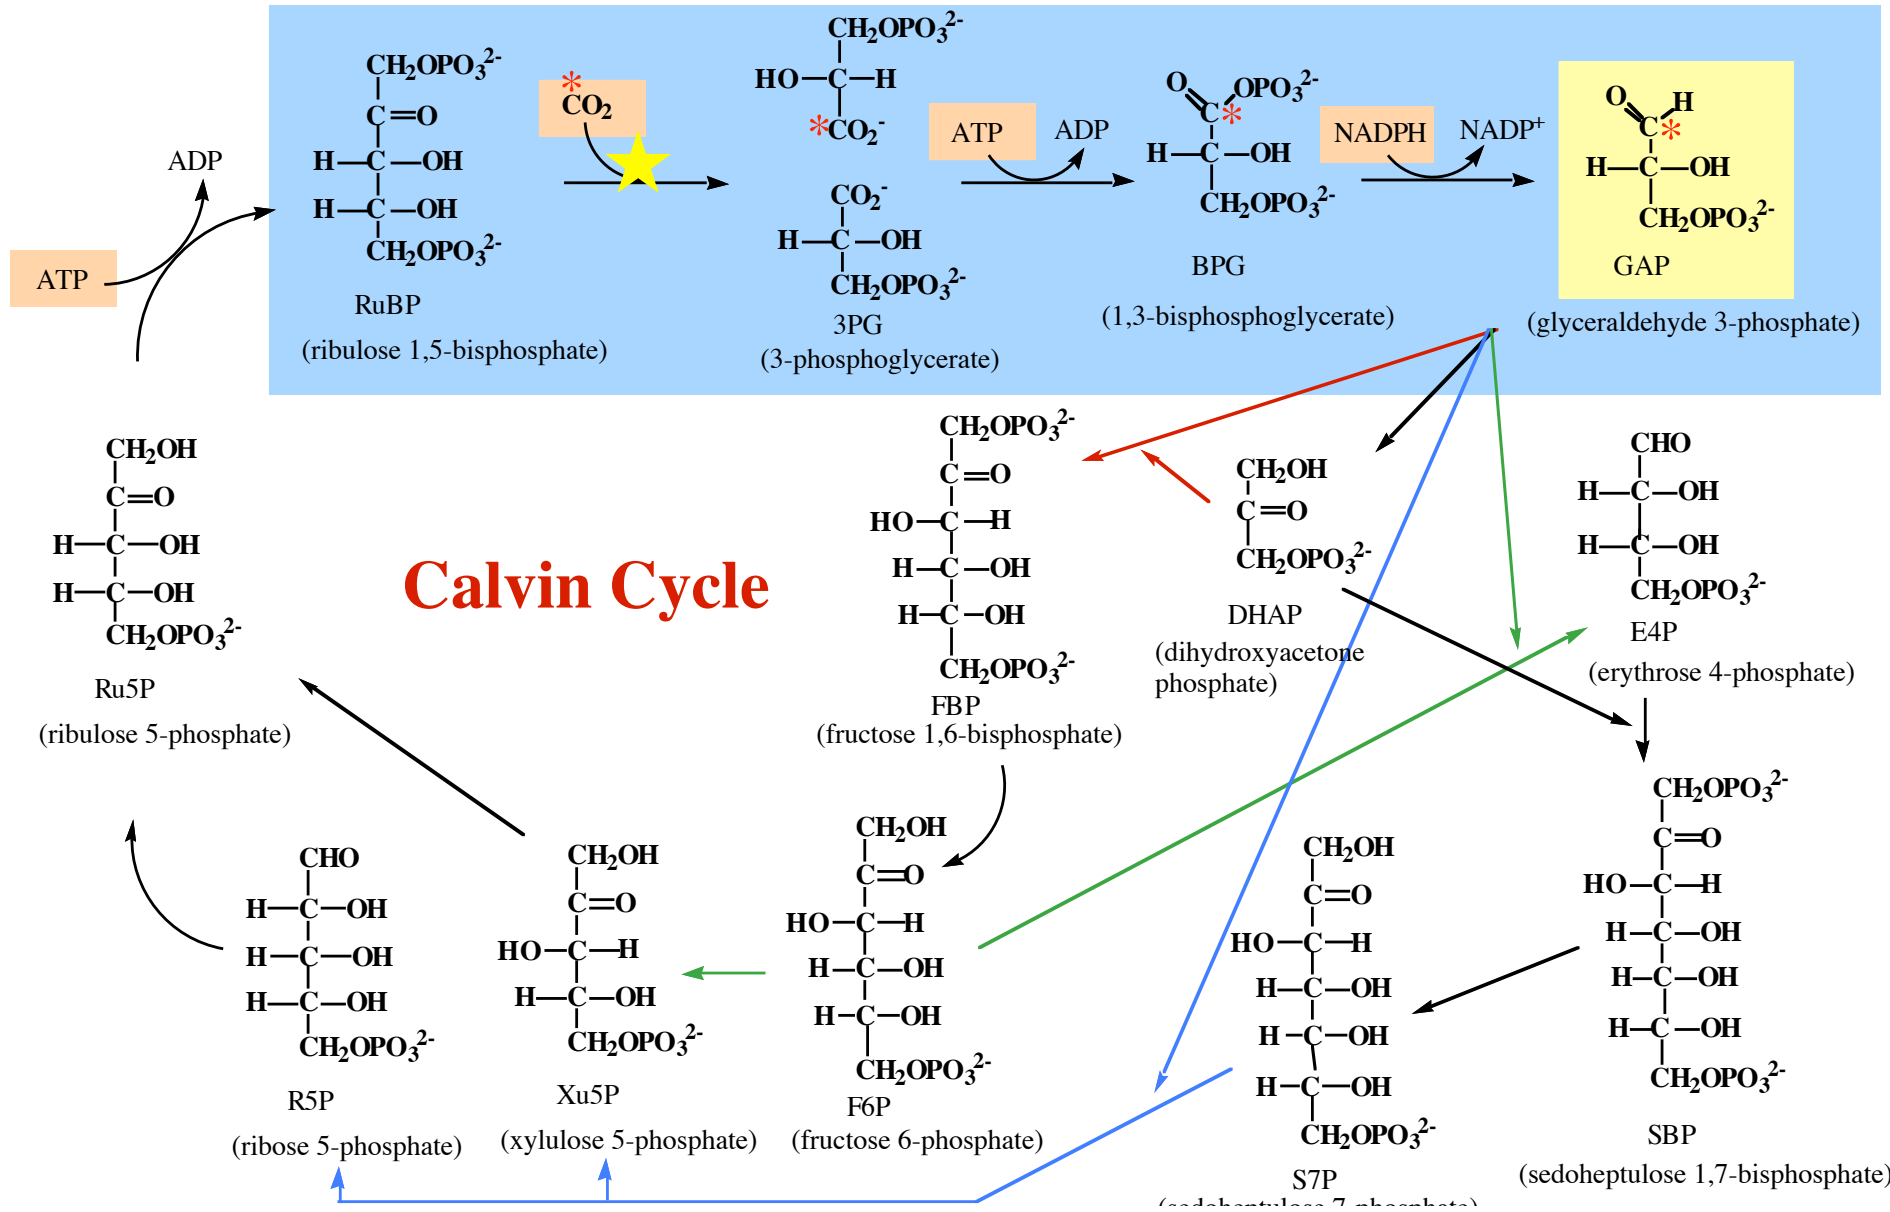 CH2OPO3 2-
C=O
H-C-OH
H-C-OH
CH2OPO3 2-
RuBP
(ribulose 1,5-bisphosphate)
ATP
ADP
*
CO2
CH2OPO3 2-
HO-C-H
*CO2-
CO2-
H-C-OH
CH2OPO3 2-
3PG
(3-phosphoglycerate)
ATP
ADP
O OPO3 2-
C*
H-C-OH
CH2OPO3 2-
BPG
(1,3-bisphosphoglycerate)
NADPH
NADP+
O H
C*
H-C-OH
CH2OPO3 2-
GAP
(glyceraldehyde 3-phosphate)
CH2OH
C=O
H-C-OH
H-C-OH
CH2OPO3 2-
Ru5P
(ribulose 5-phosphate)
Calvin Cycle
CH2OPO3 2-
C=O
HO-C-H
H-C-OH
H-C-OH
CH2OPO3 2-
FBP
(fructose 1,6-bisphosphate)
CH2OH
C=O
CH2OPO3 2-
DHAP
(dihydroxyacetone
phosphate)
CHO
H-C-OH
H-C-OH
CH2OPO3 2-
E4P
(erythrose 4-phosphate)
CHO
H-C-OH
H-C-OH
H-C-OH
CH2OPO3 2-
R5P
(ribose 5-phosphate)
CH2OH
C=O
HO-C-H
H-C-OH
CH2OPO3 2-
Xu5P
(xylulose 5-phosphate)
CH2OH
C=O
HO-C-H
H-C-OH
H-C-OH
CH2OPO3 2-
F6P
(fructose 6-phosphate)
CH2OH
C=O
HO-C-H
H-C-OH
H-C-OH
H-C-OH
CH2OPO3 2-
S7P
(sedoheptulose 7-phosphate)
CH2OPO3 2-
C=O
HO-C-H
H-C-OH
H-C-OH
H-C-OH
CH2OPO3 2-
SBP
(sedoheptulose 1,7-bisphosphate)